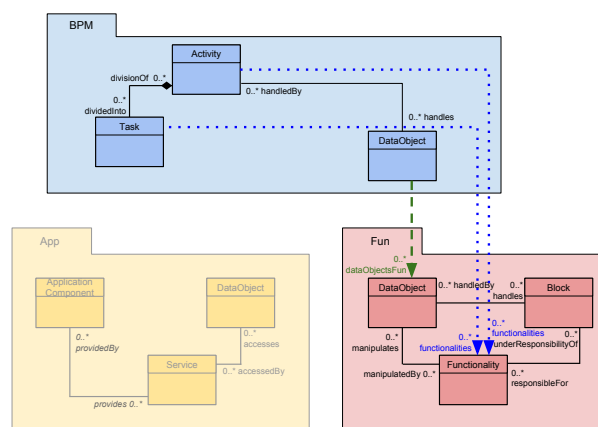 BPM
Activity
divisionOf 0..*
0..* handledBy
0..*
dividedInto
0..* handles
Task
DataObject
App
Fun
0..*
dataObjectsFun
Application
Component
DataObject
DataObject
0..* handledBy
0..*
handles
Block
0..*
providedBy
0..*
accesses
0..*
manipulates
0..*
functionalities
0..*
functionalities
0..*
underResponsibilityOf
Service
0..* accessedBy
provides 0..*
Functionality
manipulatedBy 0..*
0..*
responsibleFor